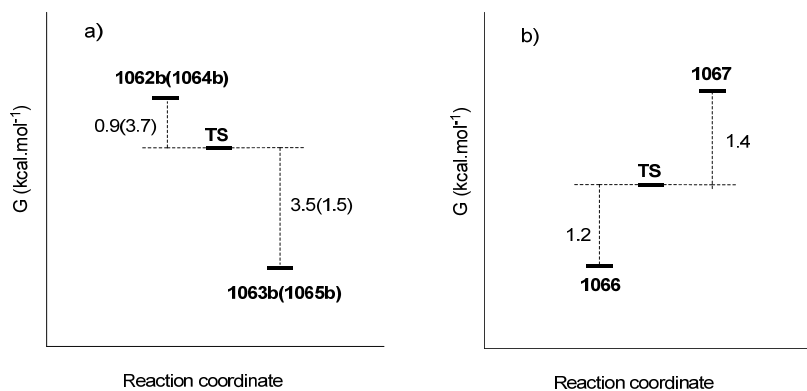 a)
1062b(1064b)
0.9(3.7)
TS
3.5(1.5)
1063b(1065b)
G (kcal.mol⁻¹)
Reaction coordinate
b)
1067
TS
1.4
1.2
1066
G (kcal.mol⁻¹)
Reaction coordinate